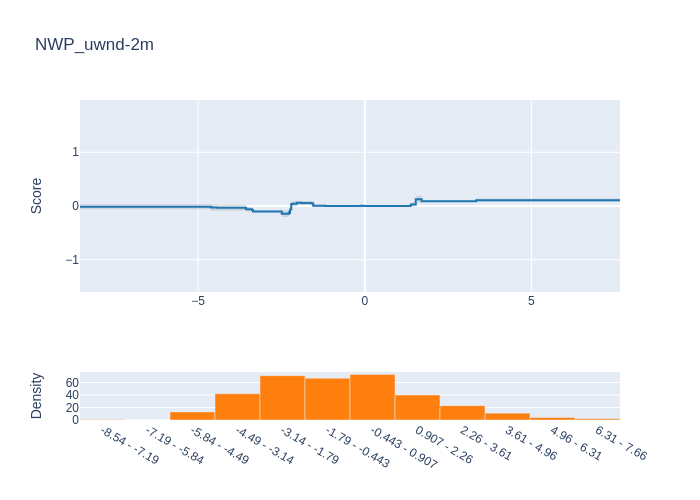 NWP_uwnd-2m
Score
1
0
−1
−5
0
5
Density
60
40
20
0
-8.54 - -7.19
-7.19 - -5.84
-5.84 - -4.49
-4.49 - -3.14
-3.14 - -1.79
-1.79 - -0.443
-0.443 - 0.907
0.907 - 2.26
2.26 - 3.61
3.61 - 4.96
4.96 - 6.31
6.31 - 7.66